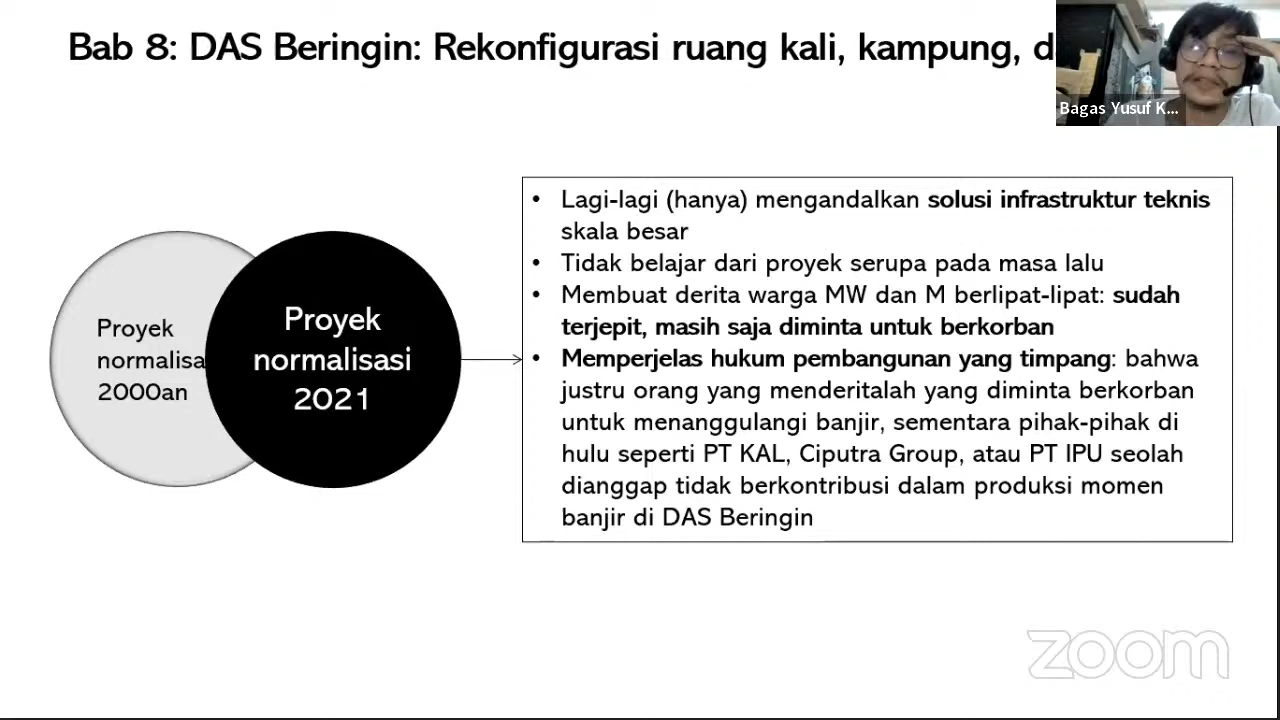 Bab 8: DAS Beringin: Rekonfigurasi ruang kali, kampung, d
Bagas Yusuf K...
Proyek
normalisa
2000an
Proyek
normalisasi
2021
• Lagi-lagi (hanya) mengandalkan solusi infrastruktur teknis
skala besar
• Tidak belajar dari proyek serupa pada masa lalu
• Membuat derita warga MW dan M berlipat-lipat: sudah
terjepit, masih saja diminta untuk berkorban
• Memperjelas hukum pembangunan yang timpang: bahwa
justru orang yang menderitalah yang diminta berkorban
untuk menanggulangi banjir, sementara pihak-pihak di
hulu seperti PT KAL, Ciputra Group, atau PT IPU seolah
dianggap tidak berkontribusi dalam produksi momen
banjir di DAS Beringin
zoom